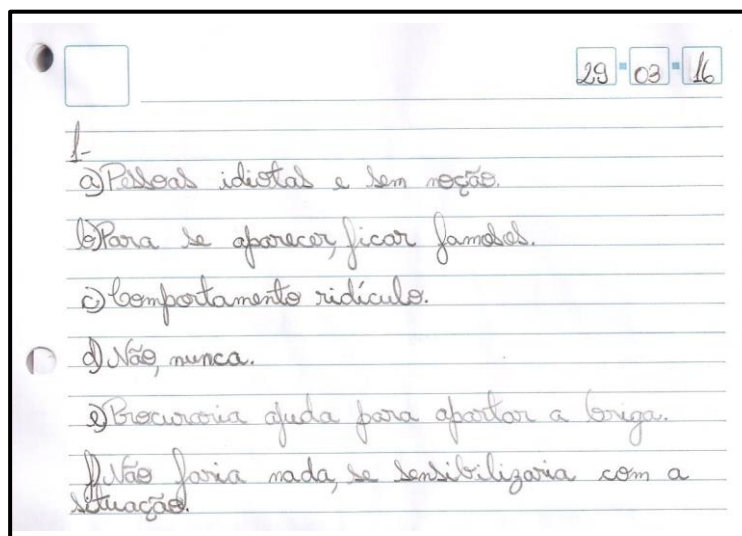 29 03 16
1-
a) Pessoas idiotas e sem noção.
b) Para se aparecer, ficar famosos.
c) Comportamento ridículo.
d) Não, nunca.
e) Procuraria ajuda para apartar a briga.
f) Não faria nada, se sensibilizaria com a
situação.